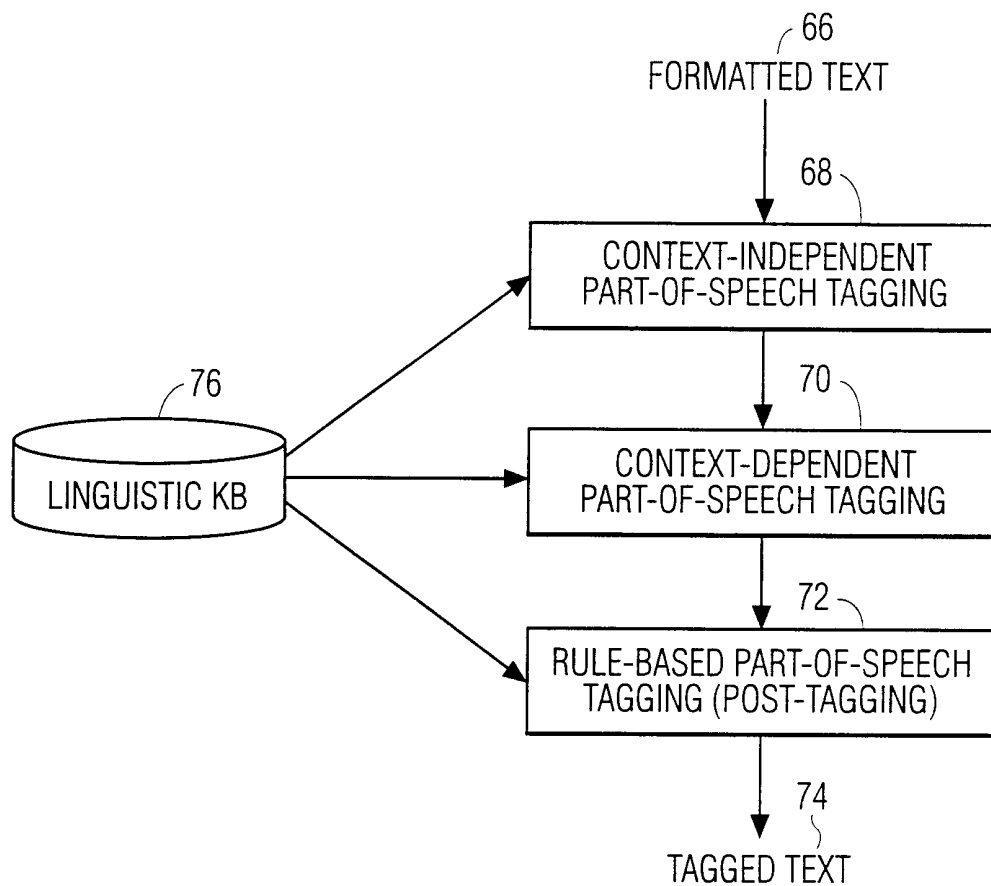 66
FORMATTED TEXT
68
CONTEXT-INDEPENDENT
PART-OF-SPEECH TAGGING
76
LINGUISTIC KB
70
CONTEXT-DEPENDENT
PART-OF-SPEECH TAGGING
72
RULE-BASED PART-OF-SPEECH
TAGGING (POST-TAGGING)
74
TAGGED TEXT